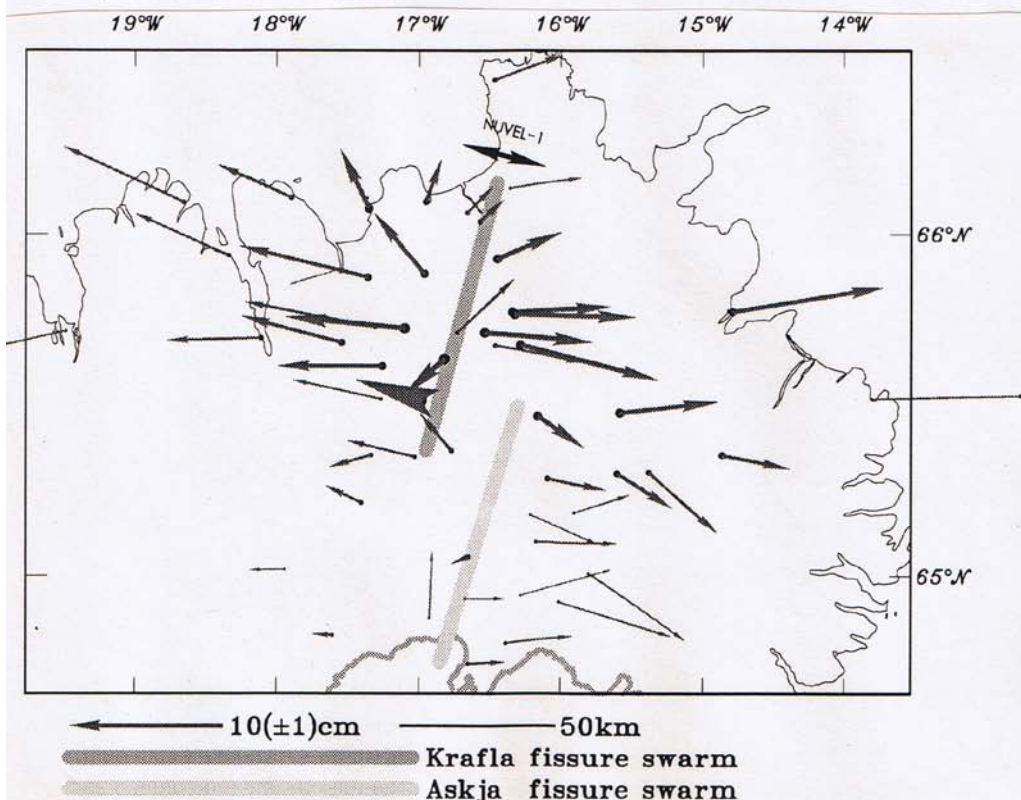 19°W 18°W 17°W 16°W 15°W 14°W
NUVEL-1
66°N
65°N
10(±1)cm 50km
Krafla fissure swarm
Askja fissure swarm